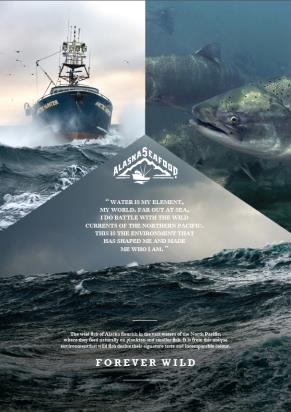 ALASKA SEAFOOD
" WATER IS MY ELEMENT,
MY WORLD. FAR OUT AT SEA,
I DO BATTLE WITH THE WILD
CURRENTS OF THE NORTHERN PACIFIC.
THIS IS THE ENVIRONMENT THAT
HAS SHAPED ME AND MADE
ME WHO I AM. "
The wild fish of Alaska flourish in the vast waters of the North Pacific,
where they feed naturally on plankton and smaller fish. It is from this unique
environment that wild fish derive their signature taste and incomparable colour.
FOREVER WILD